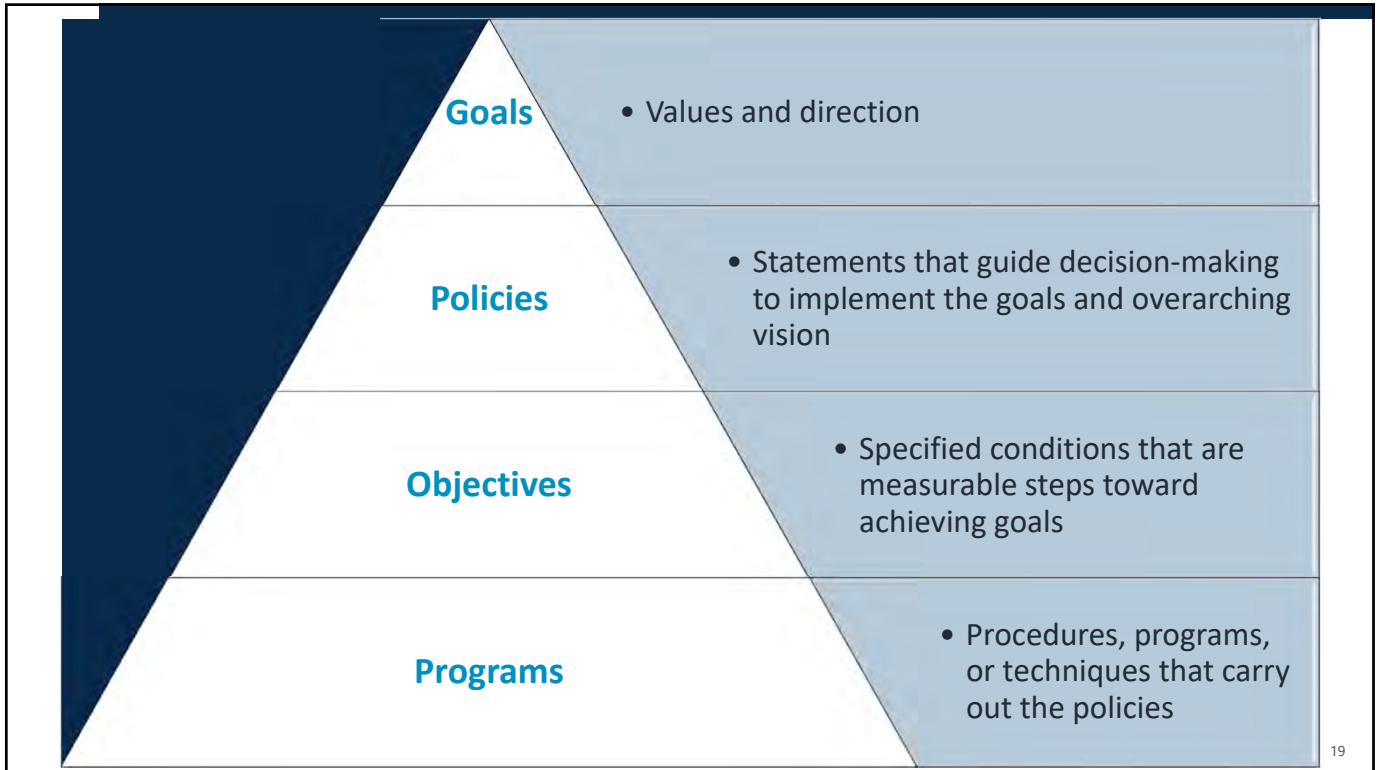 Goals
• Values and direction
Policies
• Statements that guide decision-making
to implement the goals and overarching
vision
Objectives
• Specified conditions that are
measurable steps toward
achieving goals
Programs
• Procedures, programs,
or techniques that carry
out the policies
19